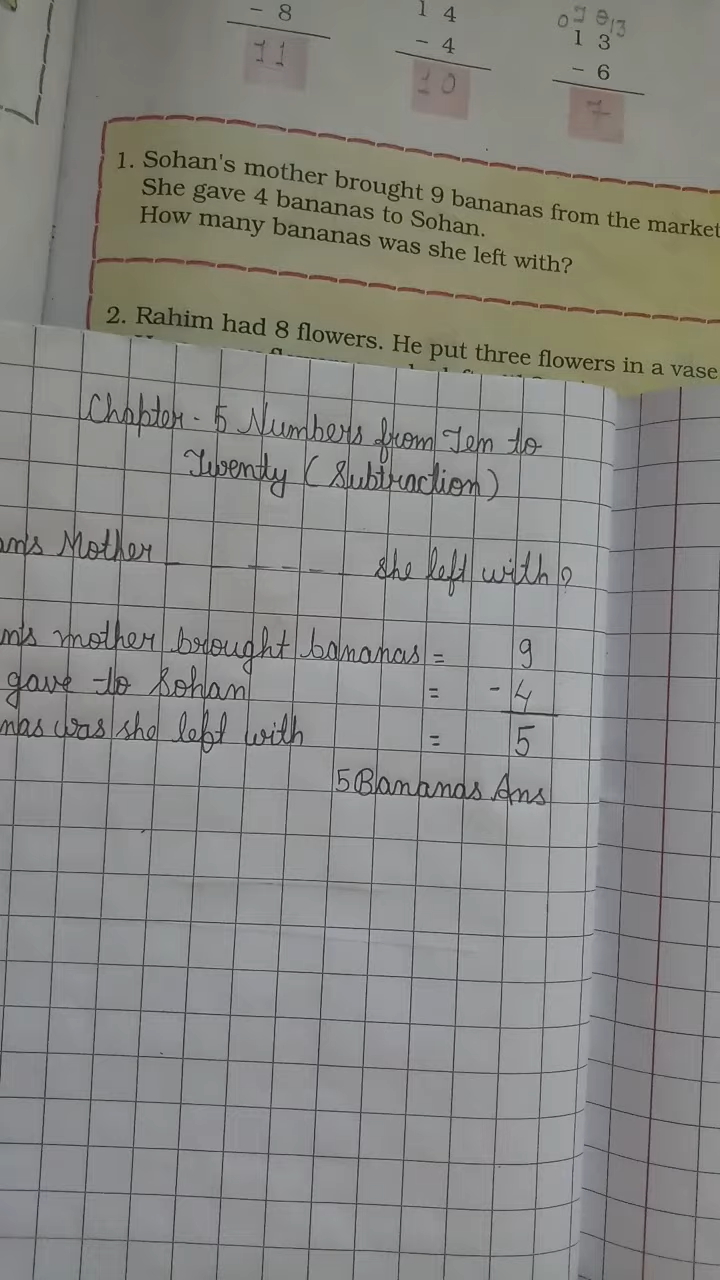 - 8
11
1 4
- 4
10
1 3
- 6
7
1. Sohan's mother brought 9 bananas from the market
She gave 4 bananas to Sohan.
How many bananas was she left with?
2. Rahim had 8 flowers. He put three flowers in a vase
Chapter - 5 Numbers from Ten to
Twenty (Subtraction)
Mother _ _ _ _ _ she left with?
mother brought bananas = 9
gave to Sohan = - 4
was she left with = 5
5 Bananas Ans